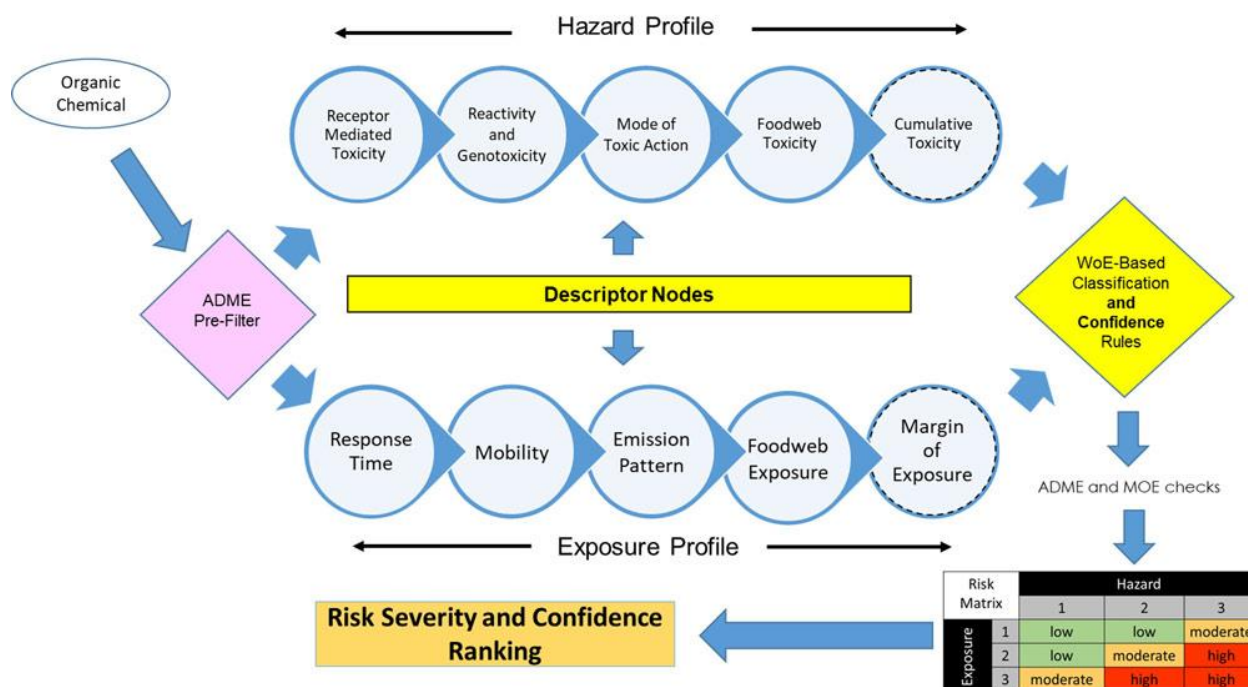 Hazard Profile
Organic
Chemical
Receptor
Mediated
Toxicity
Reactivity
and
Genotoxicity
Mode of
Toxic Action
Foodweb
Toxicity
Cumulative
Toxicity
ADME
Pre-Filter
Descriptor Nodes
WoE-Based
Classification
and
Confidence
Rules
Response
Time
Mobility
Emission
Pattern
Foodweb
Exposure
Margin
of
Exposure
Exposure Profile
ADME and MOE checks
Risk Matrix
Hazard
1 2 3
Exposure
1 low low moderate
2 low moderate high
3 moderate high high
Risk Severity and Confidence
Ranking